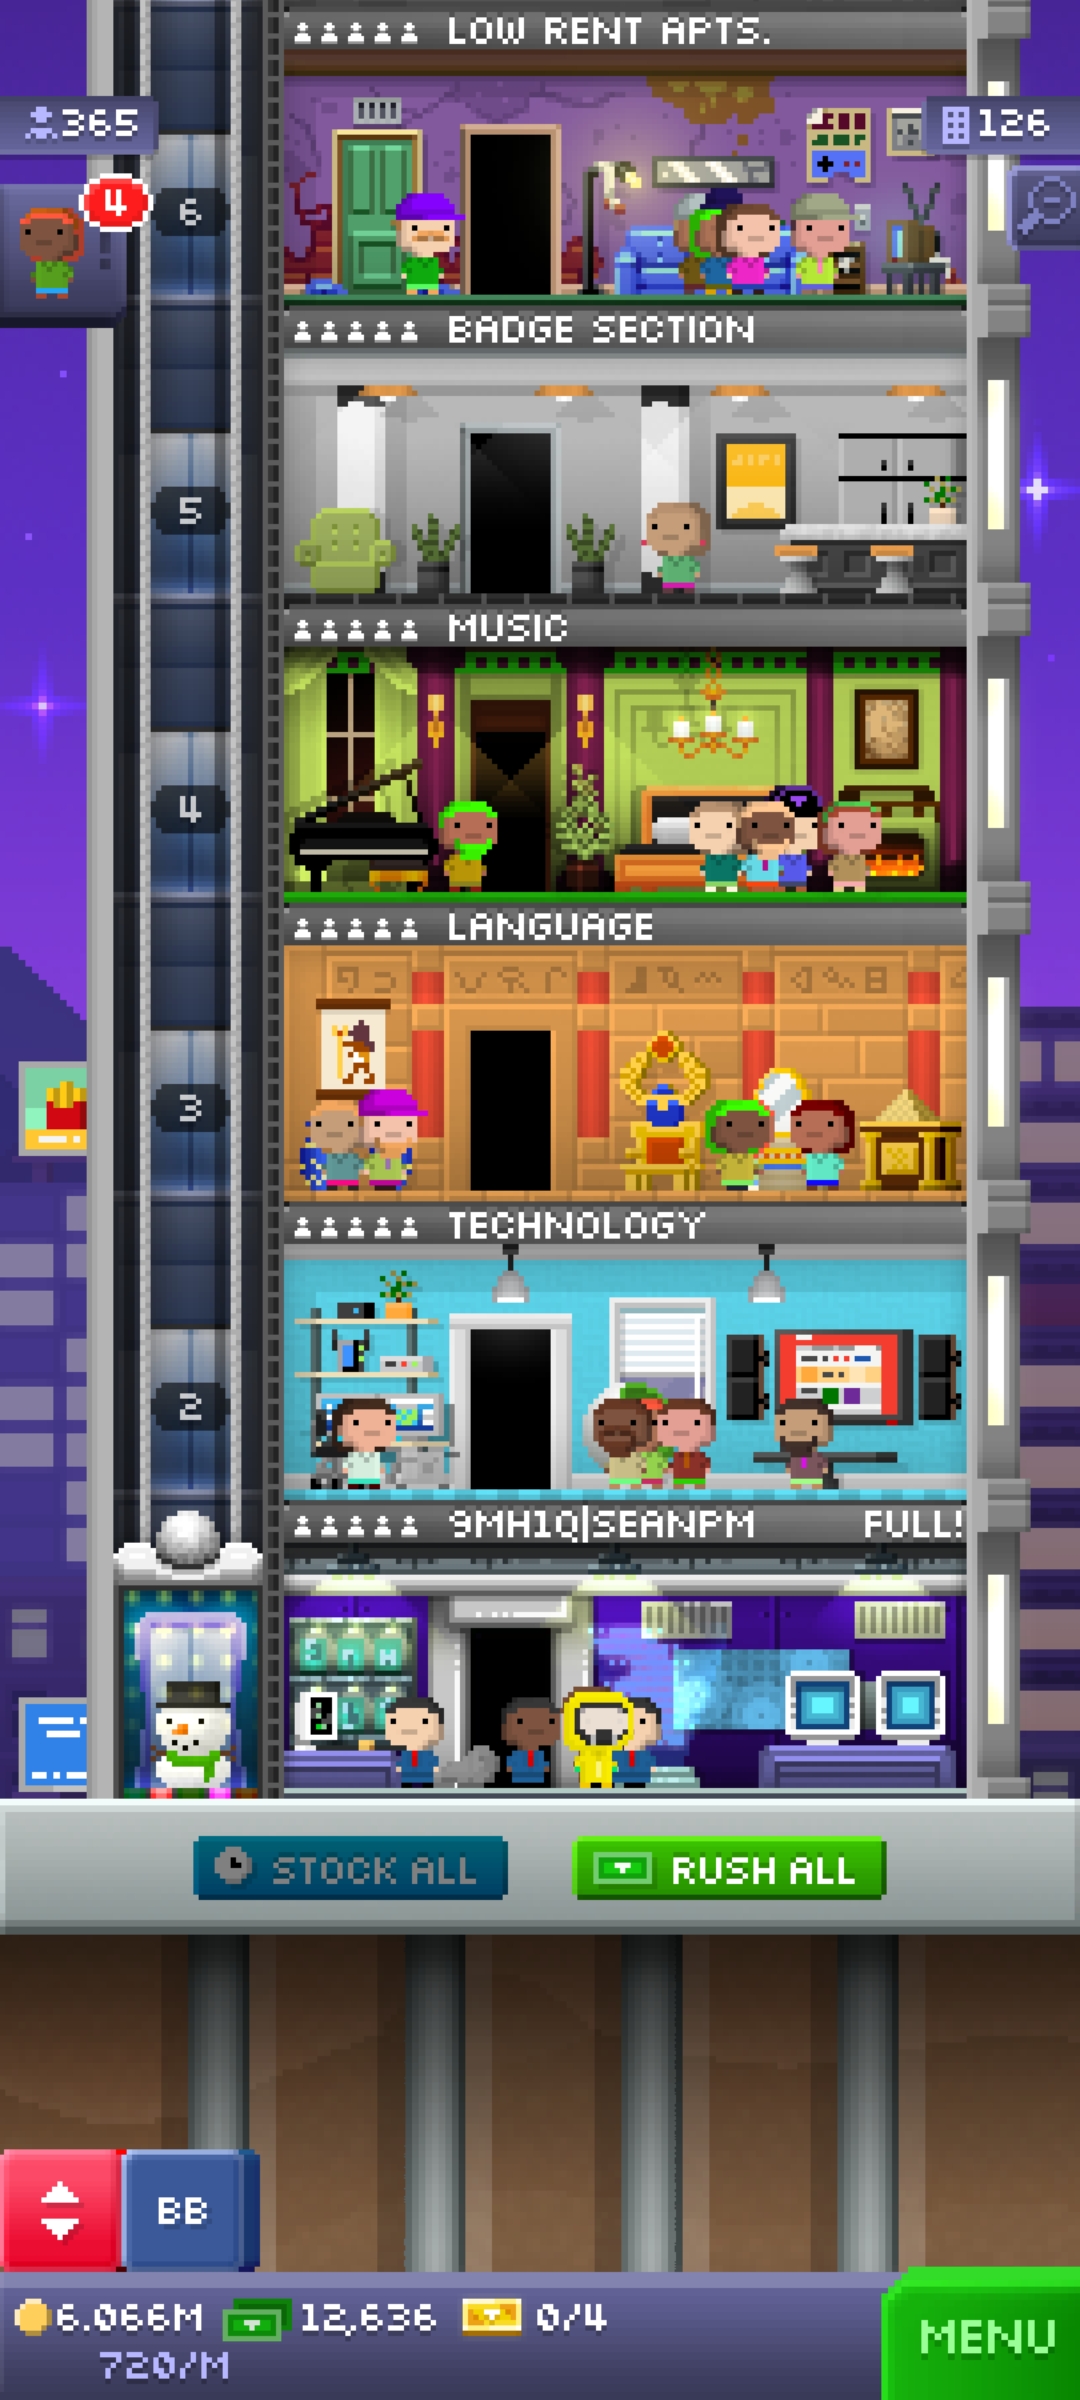 LOW RENT APTS.
365
126
4
6
BADGE SECTION
5
MUSIC
4
LANGUAGE
3
TECHNOLOGY
2
9MH1Q|SEANPM FULL!
STOCK ALL
RUSH ALL
BB
6.066M 12,636 0/4
720/M
MENU